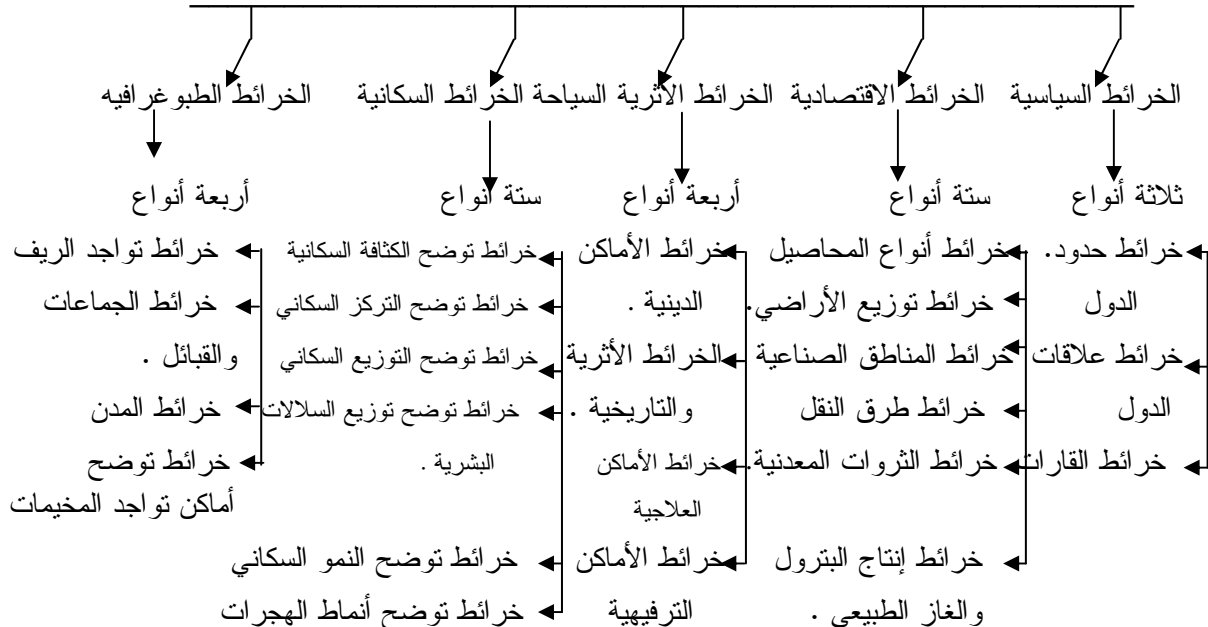 الخرائط السياسية الخرائط الاقتصادية الخرائط الأثرية السياحة الخرائط السكانية الخرائط الطبوغرافيه
ثلاثة أنواع ستة أنواع أربعة أنواع ستة أنواع أربعة أنواع
خرائط حدود.
الدول
خرائط علاقات
الدول
خرائط القارات
خرائط أنواع المحاصيل
خرائط توزيع الأراضي.
خرائط المناطق الصناعية
خرائط طرق النقل
خرائط الثروات المعدنية.
خرائط إنتاج البترول
والغاز الطبيعي .
خرائط الأماكن
الدينية .
الخرائط الأثرية
والتاريخية .
خرائط الأماكن
العلاجية
خرائط الأماكن
الترفيهية
خرائط توضح الكثافة السكانية
خرائط توضح التركز السكاني
خرائط توضح التوزيع السكاني
خرائط توضح توزيع السلالات
البشرية .
خرائط توضح النمو السكاني
خرائط توضح أنماط الهجرات
خرائط تواجد الريف
خرائط الجماعات
والقبائل .
خرائط المدن
خرائط توضح
أماكن تواجد المخيمات